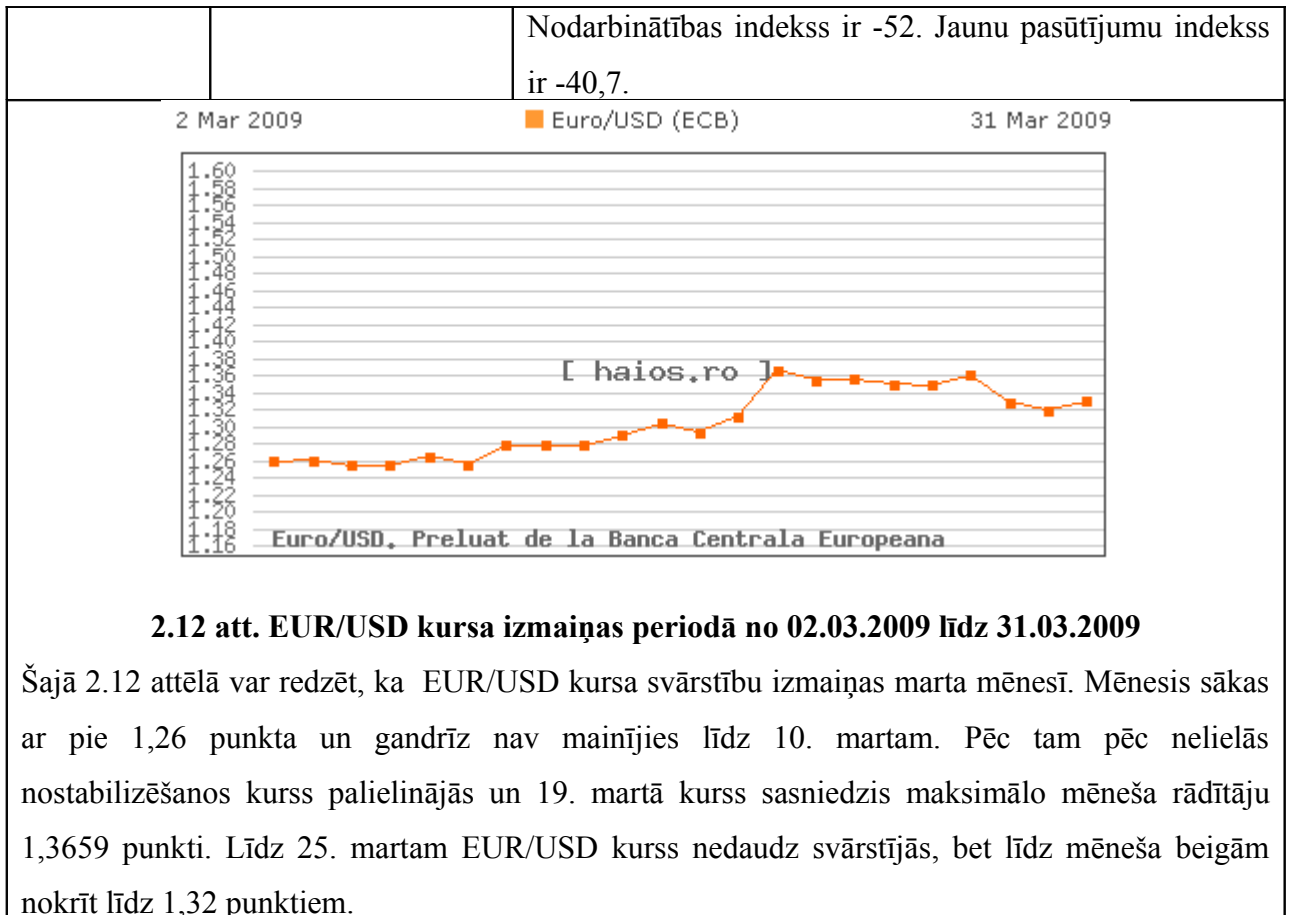 Nodarbinātības indekss ir -52. Jaunu pasūtījumu indekss
ir -40,7.
2 Mar 2009 Euro/USD (ECB) 31 Mar 2009
1.60
1.58
1.56
1.54
1.52
1.50
1.48
1.46
1.44
1.42
1.40
1.38
1.36
1.34
1.32
1.30
1.28
1.26
1.24
1.22
1.20
1.18
1.16
[ haios.ro ]
Euro/USD. Preluat de la Banca Centrala Europeana
2.12 att. EUR/USD kursa izmaiņas periodā no 02.03.2009 līdz 31.03.2009
Šajā 2.12 attēlā var redzēt, ka EUR/USD kursa svārstību izmaiņas marta mēnesī. Mēnesis sākas
ar pie 1,26 punkta un gandrīz nav mainījies līdz 10. martam. Pēc tam pēc nelielās
nostabilizēšanos kurss palielinājās un 19. martā kurss sasniedzis maksimālo mēneša rādītāju
1,3659 punkti. Līdz 25. martam EUR/USD kurss nedaudz svārstījās, bet līdz mēneša beigām
nokrīt līdz 1,32 punktiem.